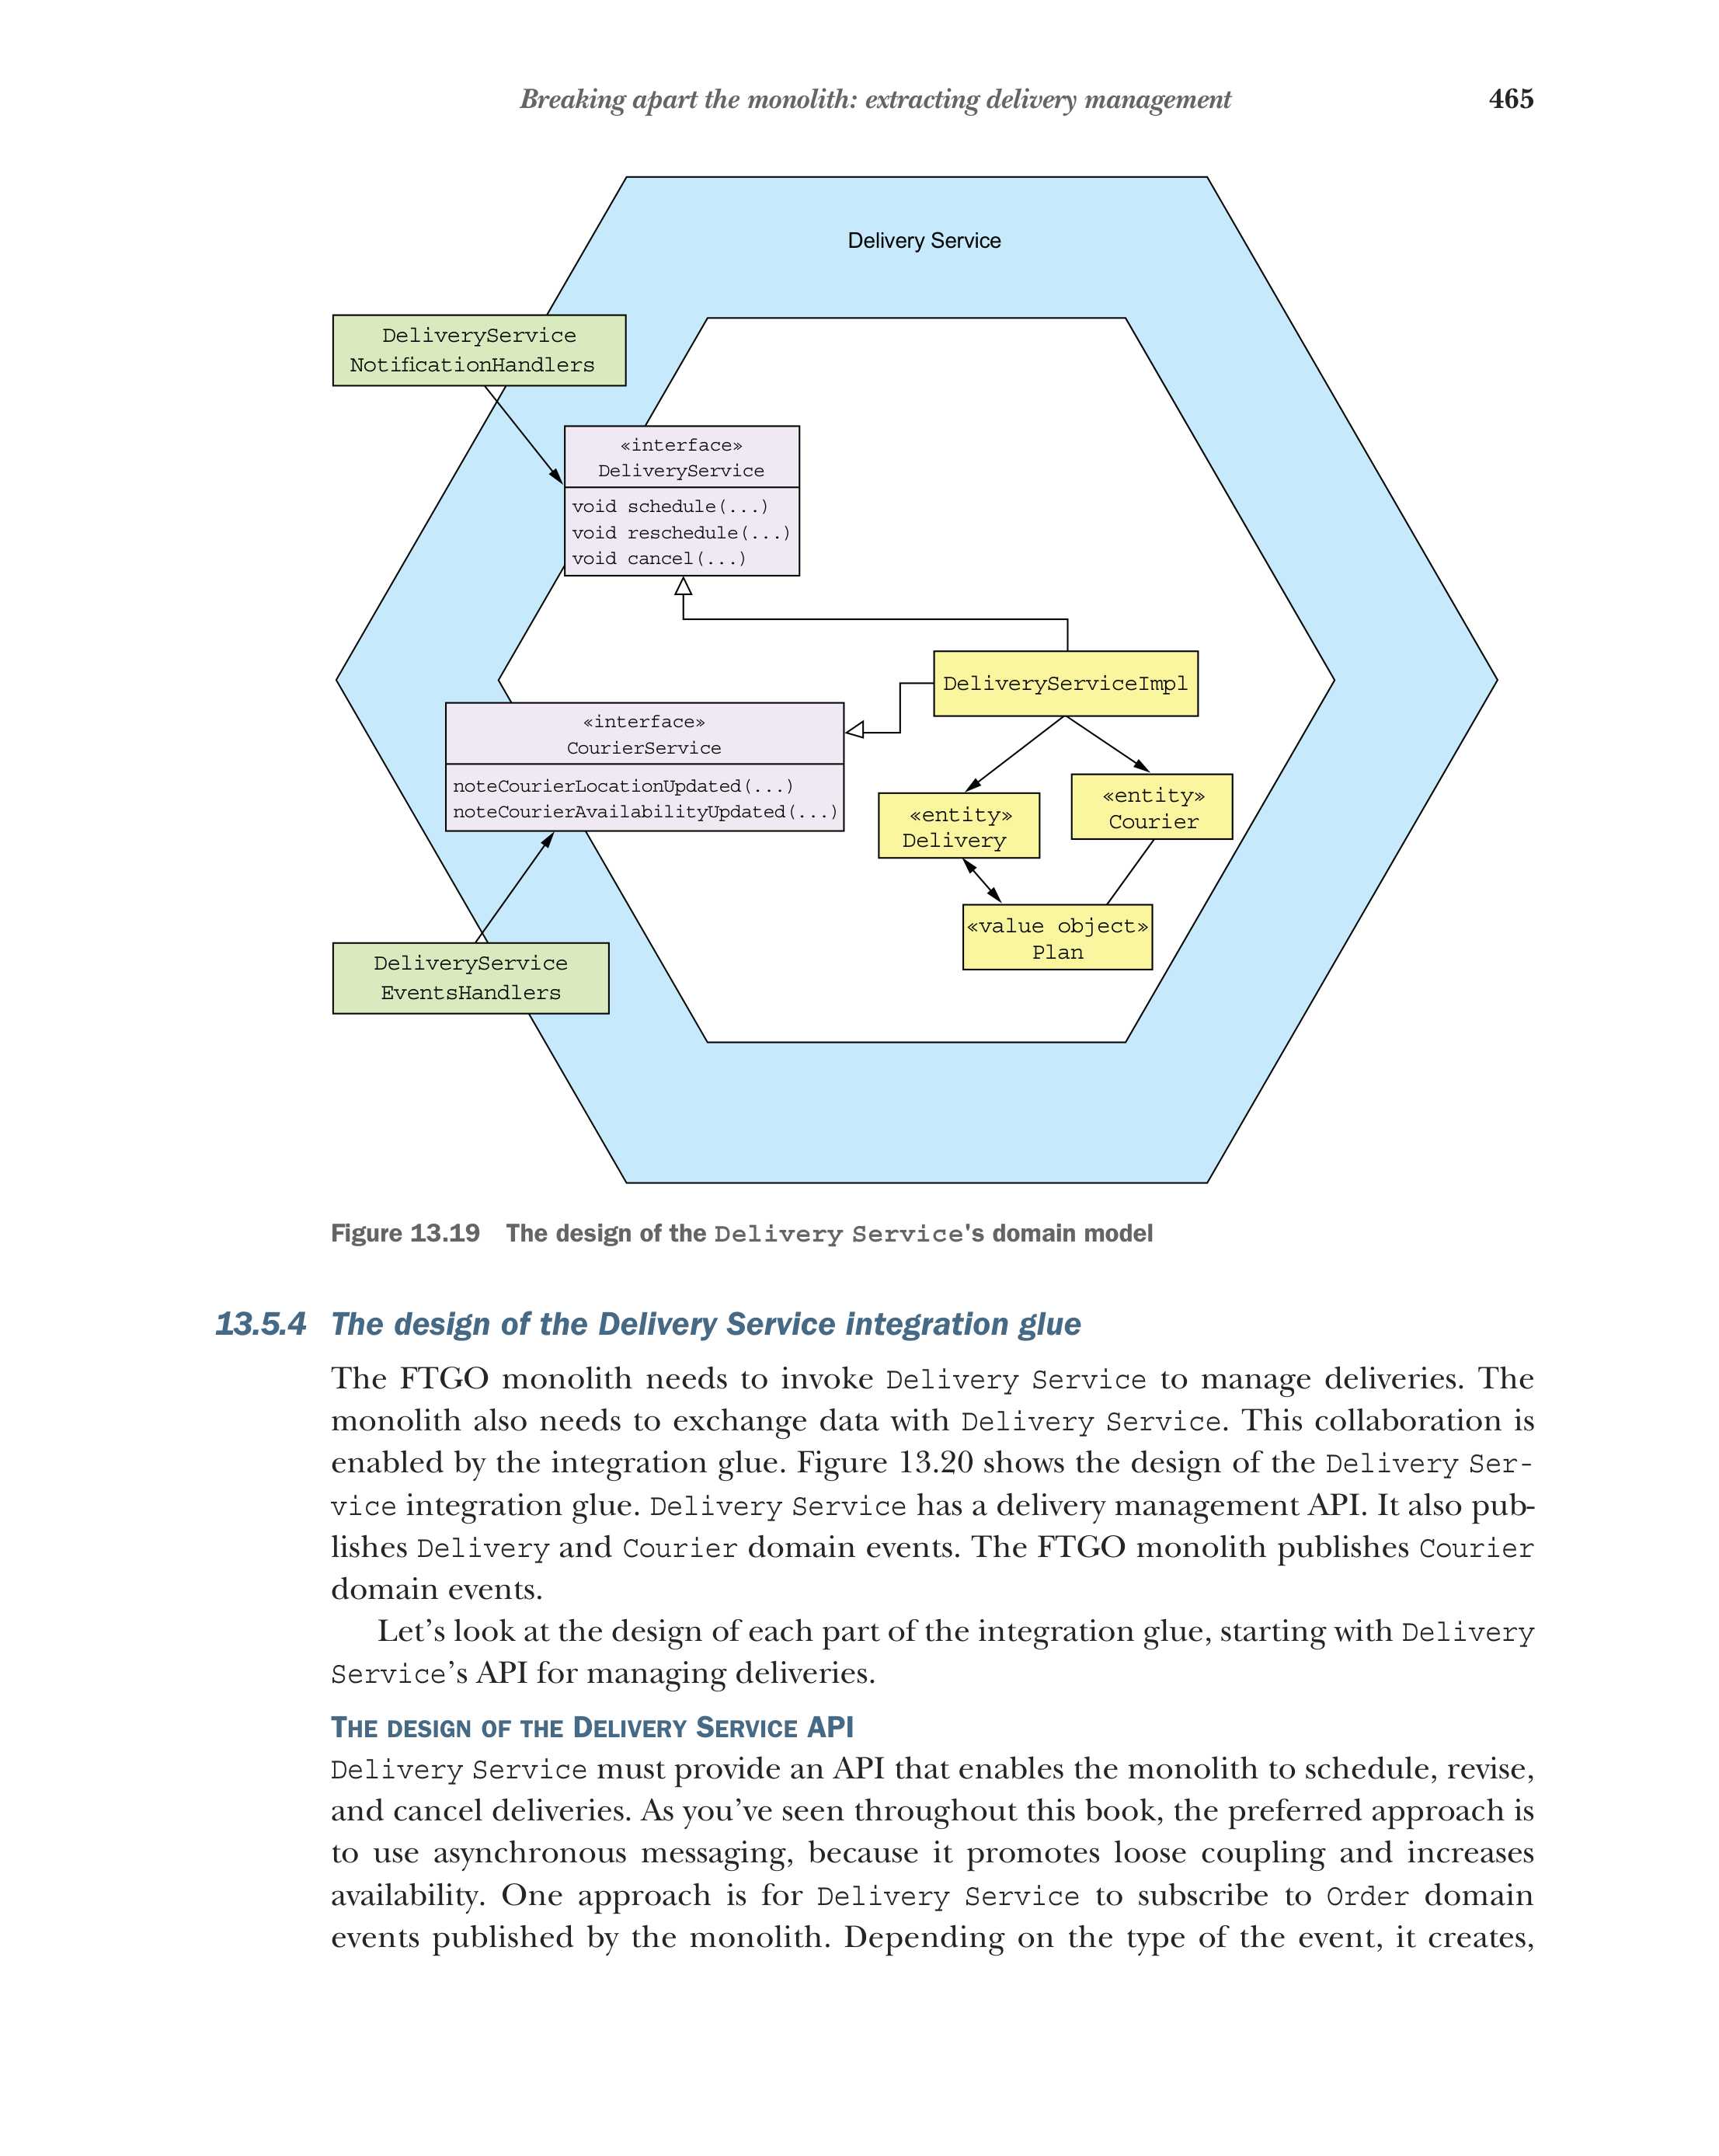 Breaking apart the monolith: extracting delivery management 465
Delivery Service
DeliveryService
NotificationHandlers
«interface»
DeliveryService
void schedule(...)
void reschedule(...)
void cancel(...)
DeliveryServiceImpl
«interface»
CourierService
noteCourierLocationUpdated(...)
noteCourierAvailabilityUpdated(...)
«entity»
Courier
«entity»
Delivery
«value object»
Plan
DeliveryService
EventsHandlers
Figure 13.19 The design of the Delivery Service's domain model
13.5.4 The design of the Delivery Service integration glue
The FTGO monolith needs to invoke Delivery Service to manage deliveries. The
monolith also needs to exchange data with Delivery Service. This collaboration is
enabled by the integration glue. Figure 13.20 shows the design of the Delivery Ser-
vice integration glue. Delivery Service has a delivery management API. It also pub-
lishes Delivery and Courier domain events. The FTGO monolith publishes Courier
domain events.
Let’s look at the design of each part of the integration glue, starting with Delivery
Service’s API for managing deliveries.
THE DESIGN OF THE DELIVERY SERVICE API
Delivery Service must provide an API that enables the monolith to schedule, revise,
and cancel deliveries. As you’ve seen throughout this book, the preferred approach is
to use asynchronous messaging, because it promotes loose coupling and increases
availability. One approach is for Delivery Service to subscribe to Order domain
events published by the monolith. Depending on the type of the event, it creates,